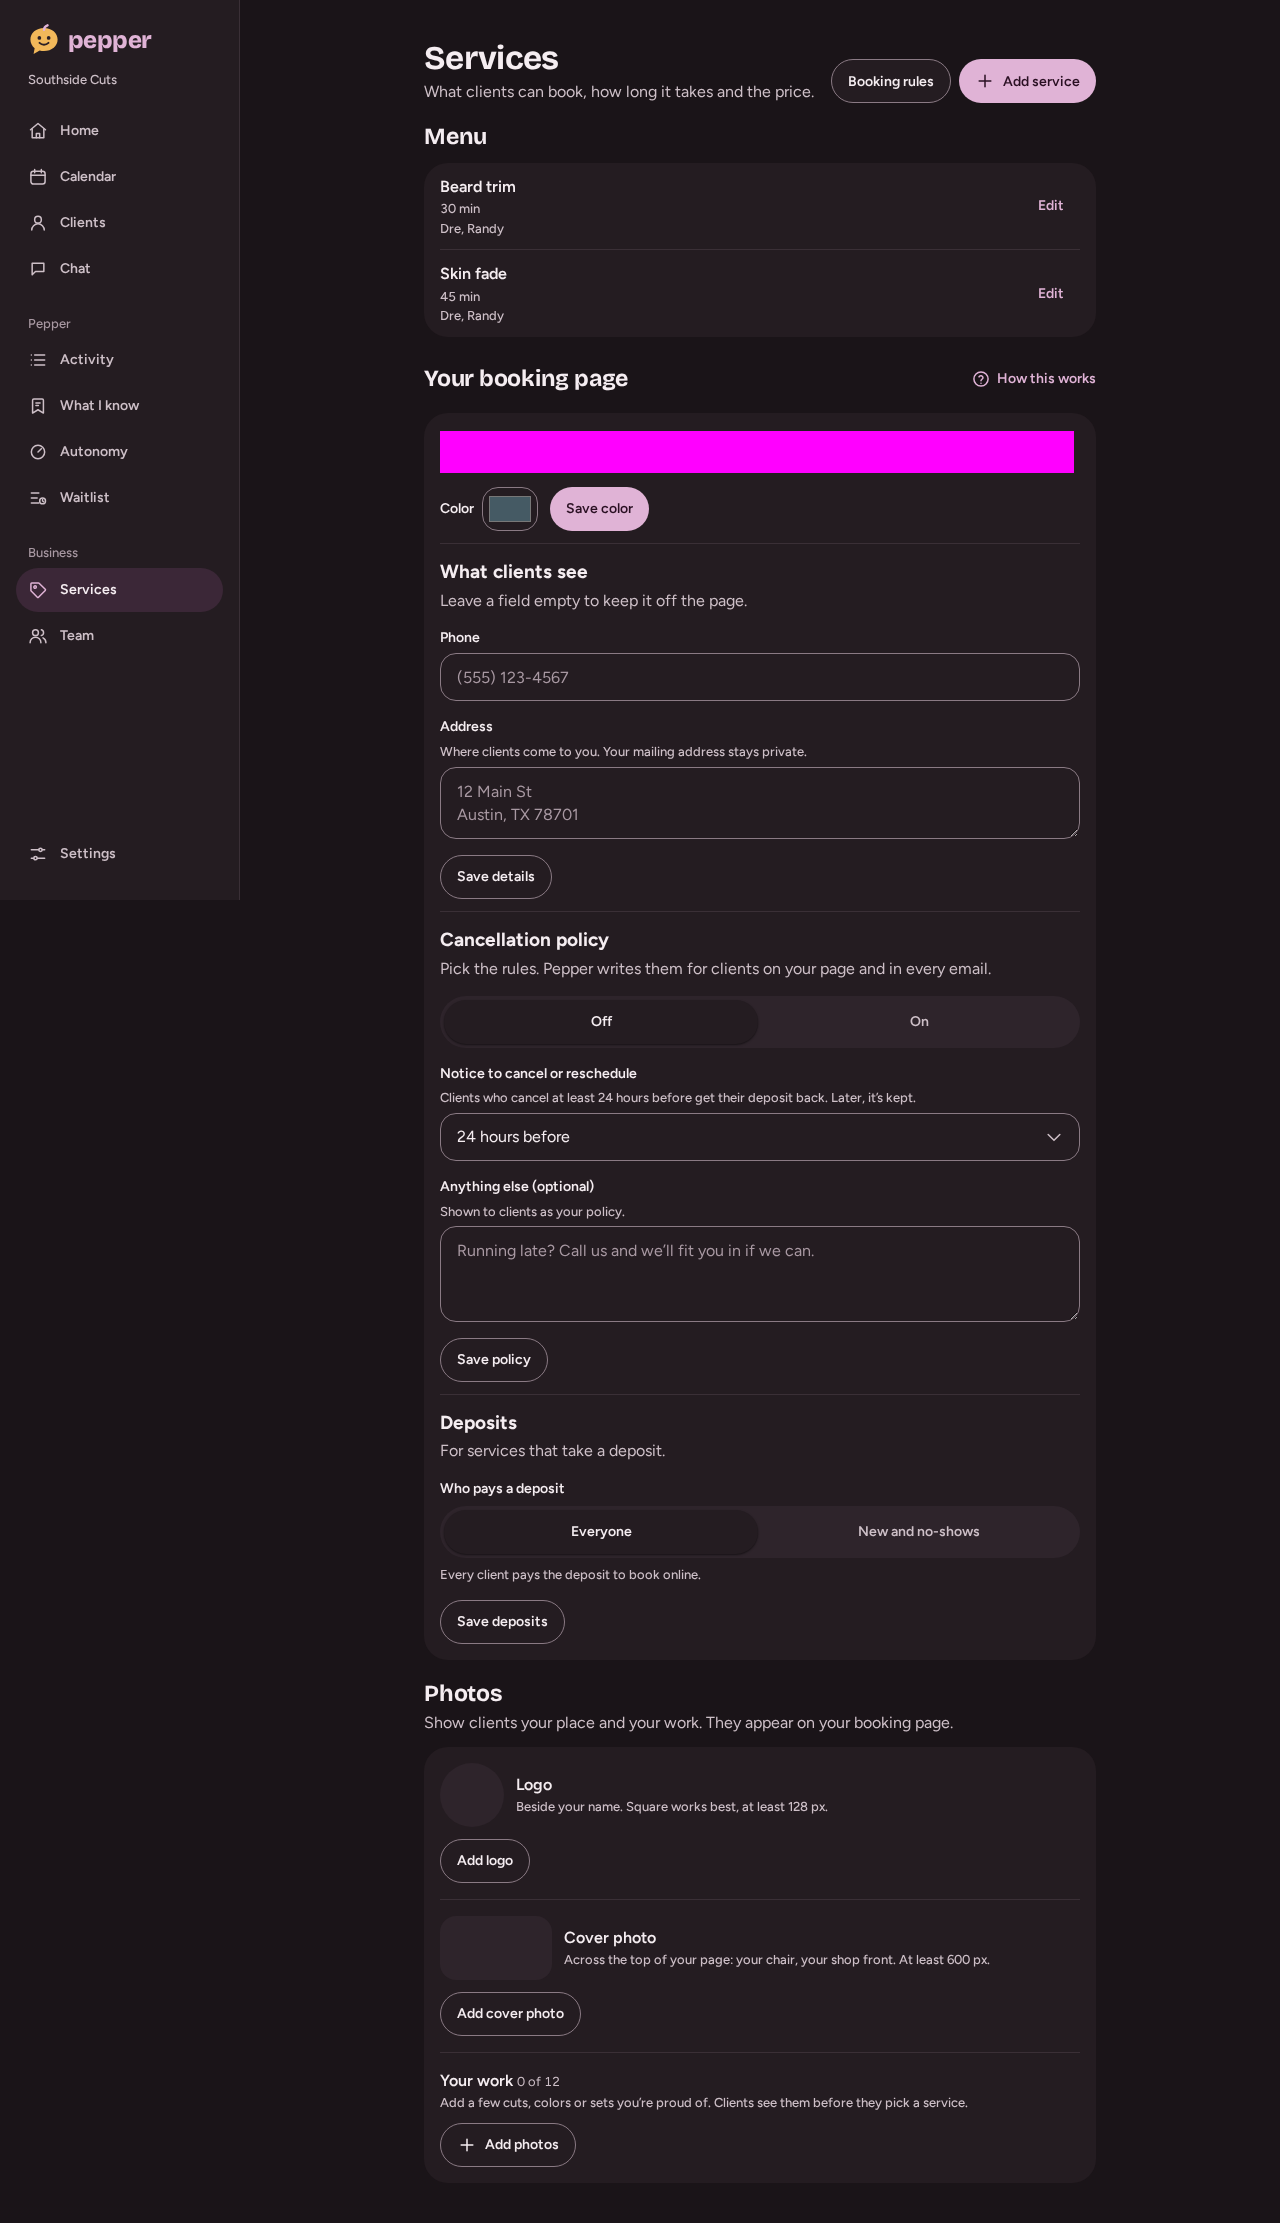 pepper
Southside Cuts
Home
Calendar
Clients
Chat
Pepper
Activity
What I know
Autonomy
Waitlist
Business
Services
Team
Settings
Services
What clients can book, how long it takes and the price.
Booking rules
Add service
Menu
Beard trim
30 min
Dre, Randy
Edit
Skin fade
45 min
Dre, Randy
Edit
Your booking page
How this works
Color
Save color
What clients see
Leave a field empty to keep it off the page.
Phone
(555) 123-4567
Address
Where clients come to you. Your mailing address stays private.
12 Main St
Austin, TX 78701
Save details
Cancellation policy
Pick the rules. Pepper writes them for clients on your page and in every email.
Off
On
Notice to cancel or reschedule
Clients who cancel at least 24 hours before get their deposit back. Later, it’s kept.
24 hours before
Anything else (optional)
Shown to clients as your policy.
Running late? Call us and we’ll fit you in if we can.
Save policy
Deposits
For services that take a deposit.
Who pays a deposit
Everyone
New and no-shows
Every client pays the deposit to book online.
Save deposits
Photos
Show clients your place and your work. They appear on your booking page.
Logo
Beside your name. Square works best, at least 128 px.
Add logo
Cover photo
Across the top of your page: your chair, your shop front. At least 600 px.
Add cover photo
Your work 0 of 12
Add a few cuts, colors or sets you’re proud of. Clients see them before they pick a service.
Add photos